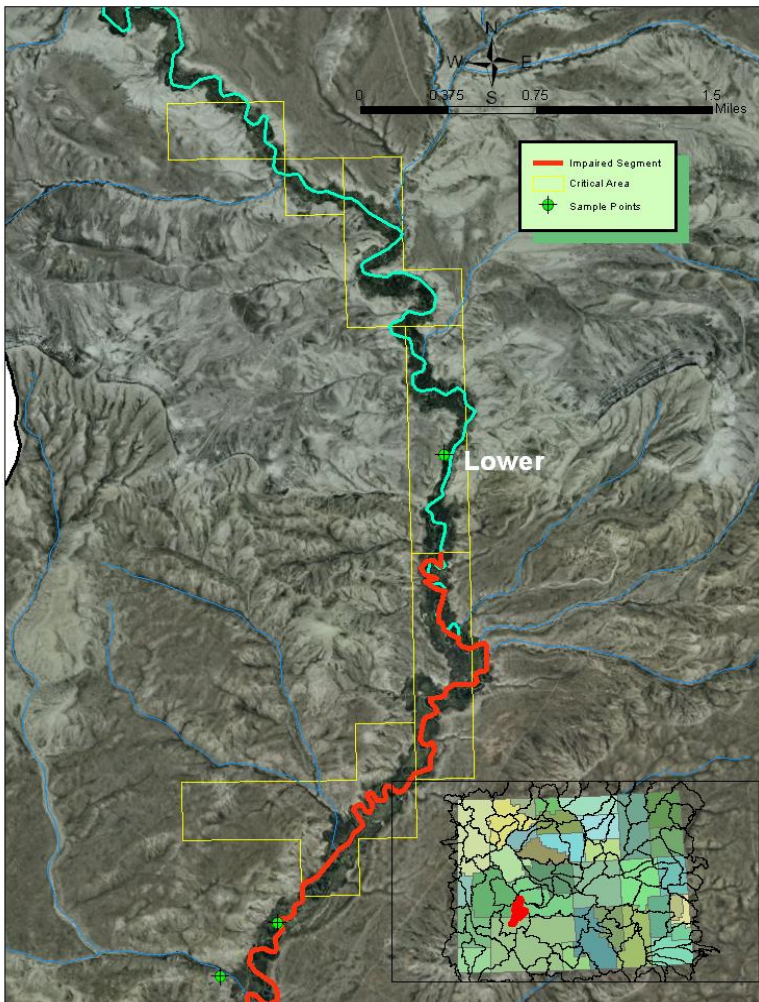 N
W E
S
0 0.375 0.75 1.5
Miles
Impaired Segment
Critical Area
Sample Points
Lower